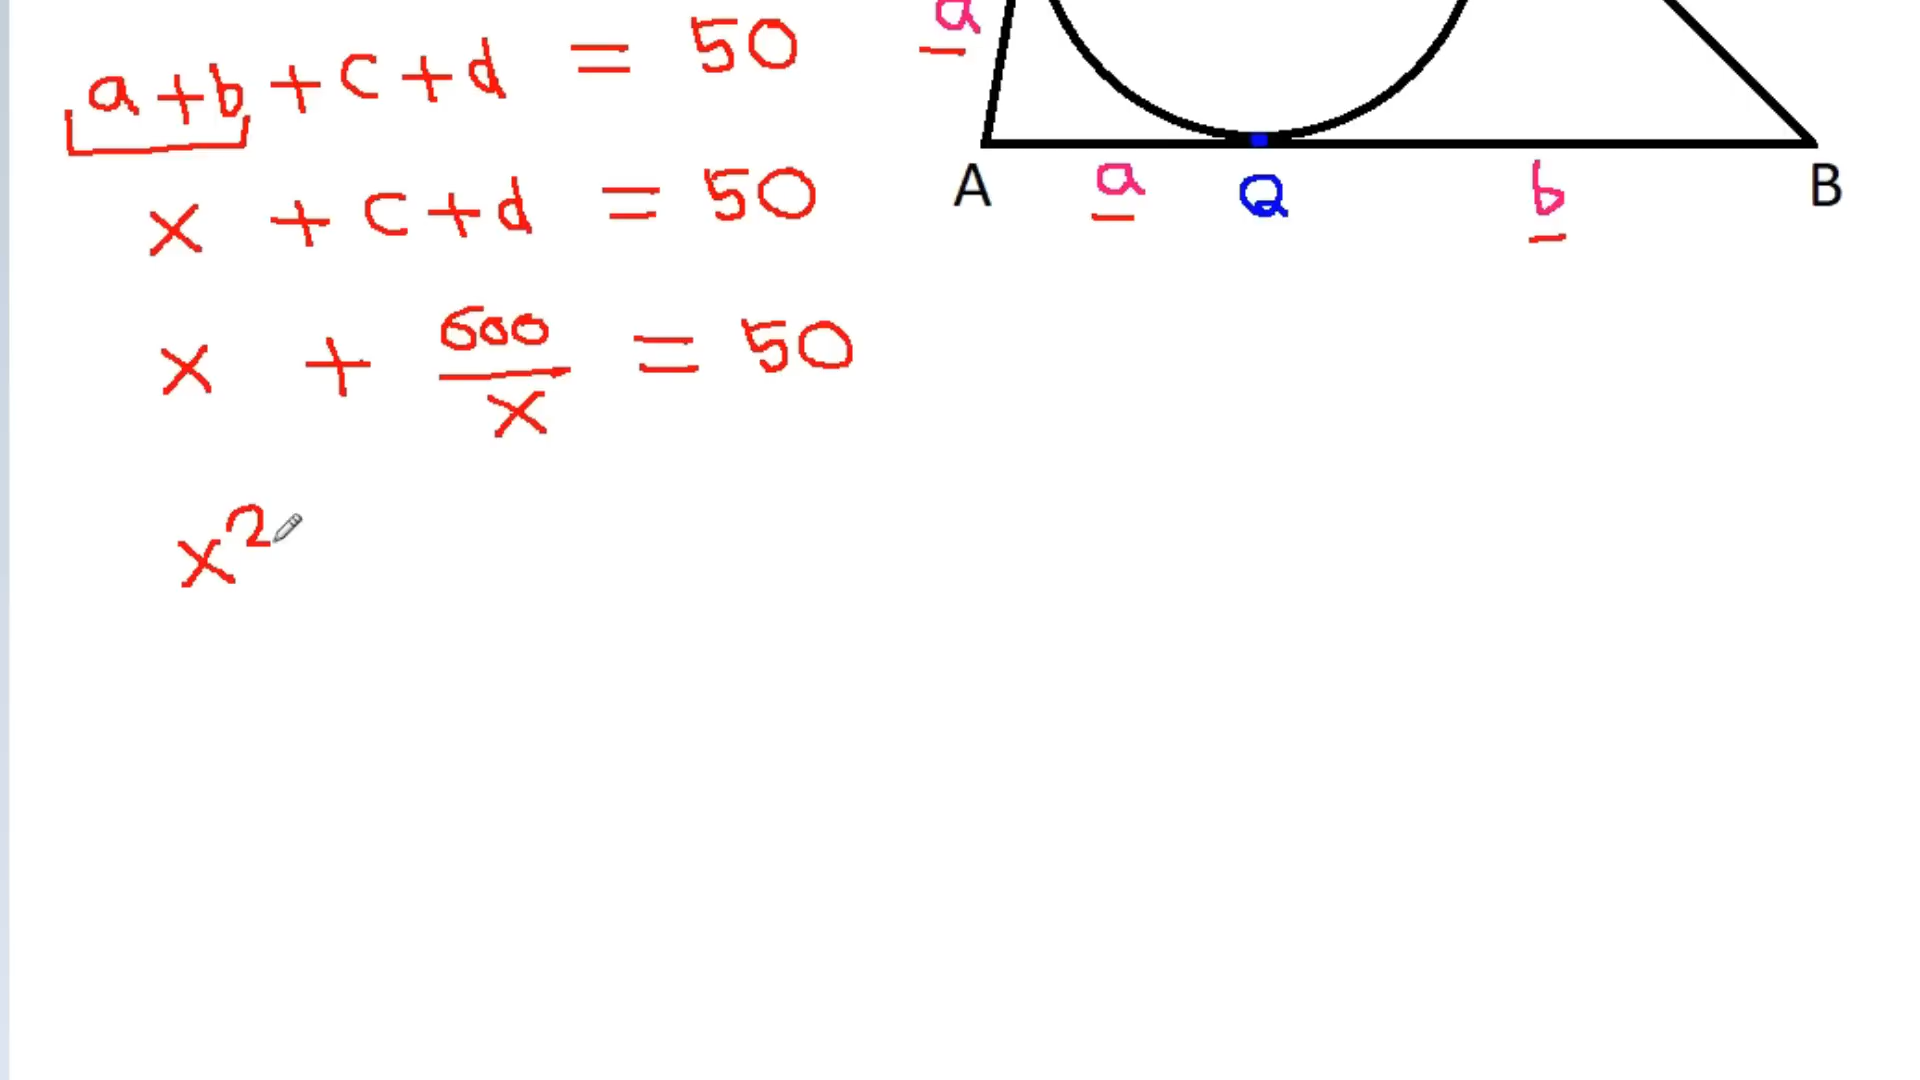 a+b+c+d = 50
x +c+d = 50
x + 600/x = 50
x²
a
A a Q b B